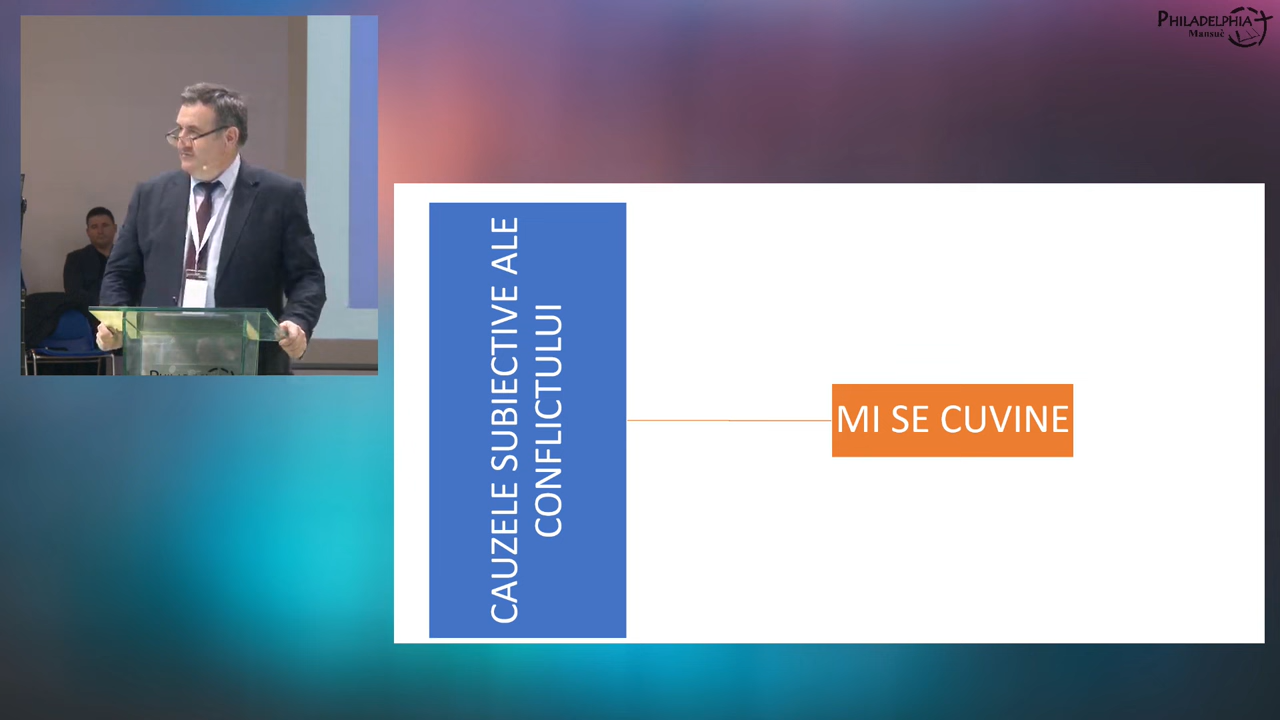 PHILADELPHIA
Mansuè
CAUZELE SUBIECTIVE ALE
CONFLICTULUI
MI SE CUVINE